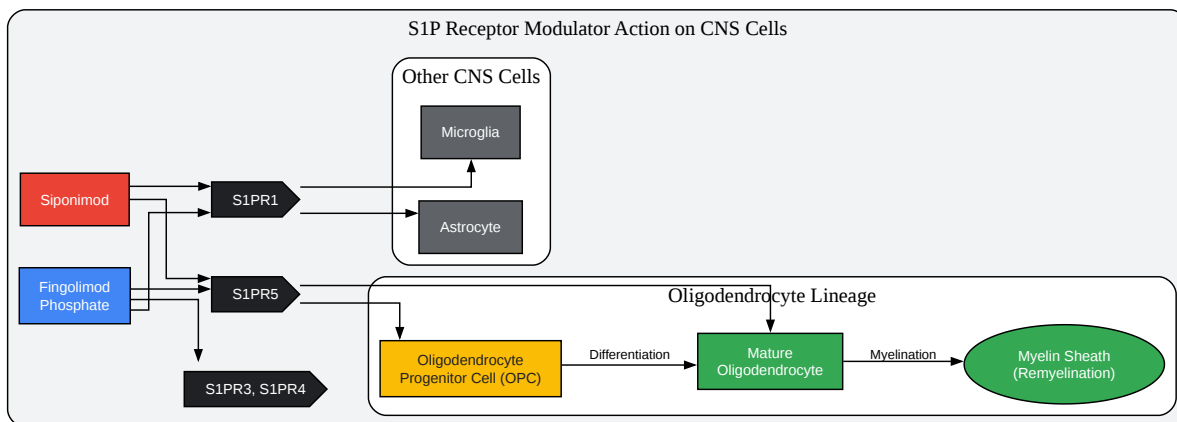 S1P Receptor Modulator Action on CNS Cells
Other CNS Cells
Microglia
Siponimod
S1PR1
Astrocyte
Fingolimod
Phosphate
S1PR5
Oligodendrocyte Lineage
Oligodendrocyte
Progenitor Cell (OPC)
Differentiation
Mature
Oligodendrocyte
Myelination
Myelin Sheath
(Remyelination)
S1PR3, S1PR4